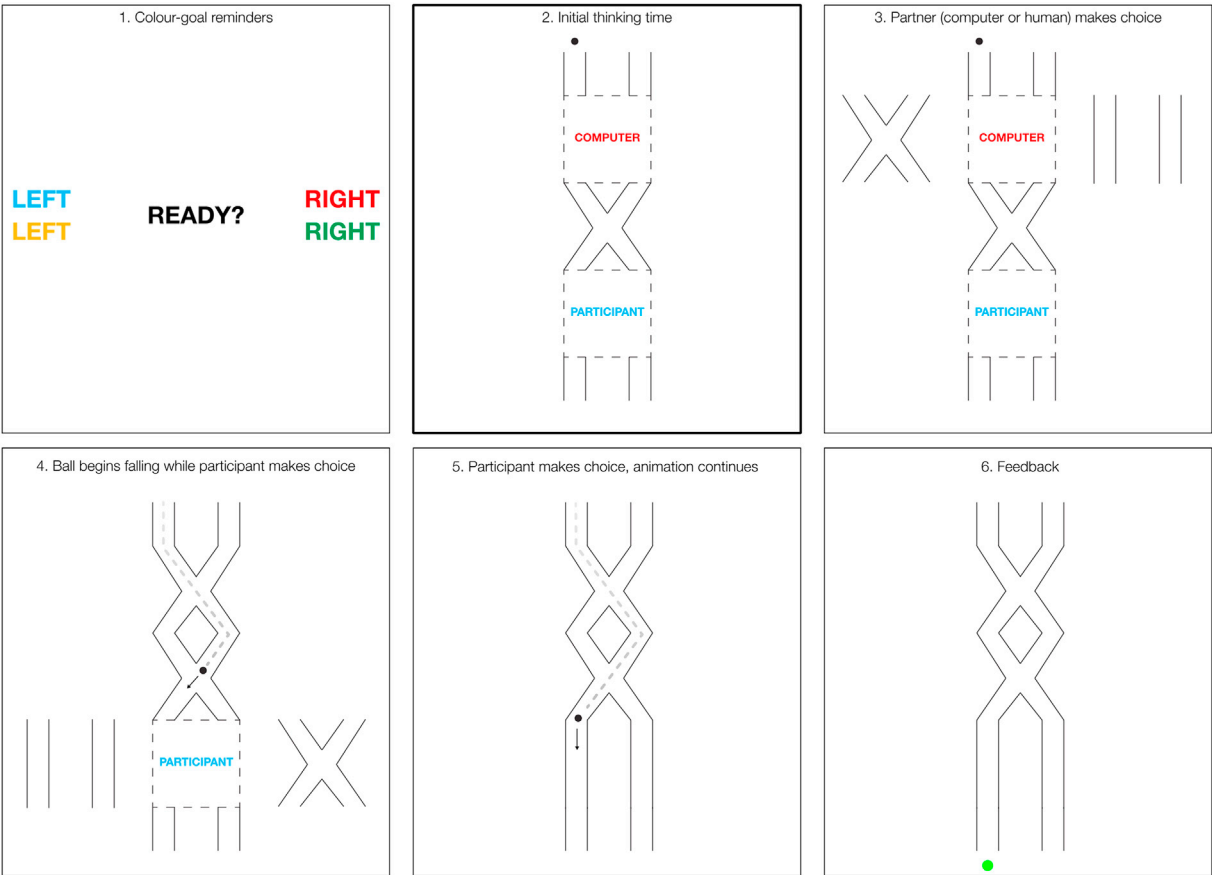 1. Colour-goal reminders
LEFT
LEFT
READY?
RIGHT
RIGHT
2. Initial thinking time
COMPUTER
PARTICIPANT
3. Partner (computer or human) makes choice
COMPUTER
PARTICIPANT
4. Ball begins falling while participant makes choice
PARTICIPANT
5. Participant makes choice, animation continues
6. Feedback